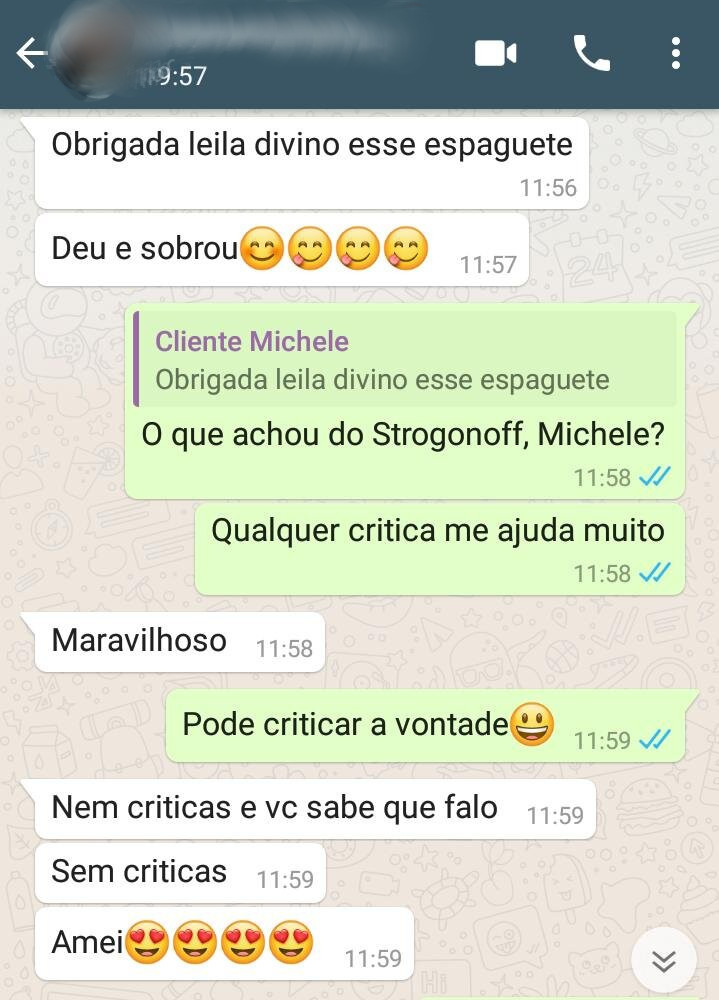 9:57
Obrigada leila divino esse espaguete
11:56
Deu e sobrou😊😋😋😋 11:57
Cliente Michele
Obrigada leila divino esse espaguete
O que achou do Strogonoff, Michele?
11:58
Qualquer critica me ajuda muito
11:58
Maravilhoso 11:58
Pode criticar a vontade😃 11:59
Nem criticas e vc sabe que falo 11:59
Sem criticas 11:59
Amei😍😍😍😍 11:59